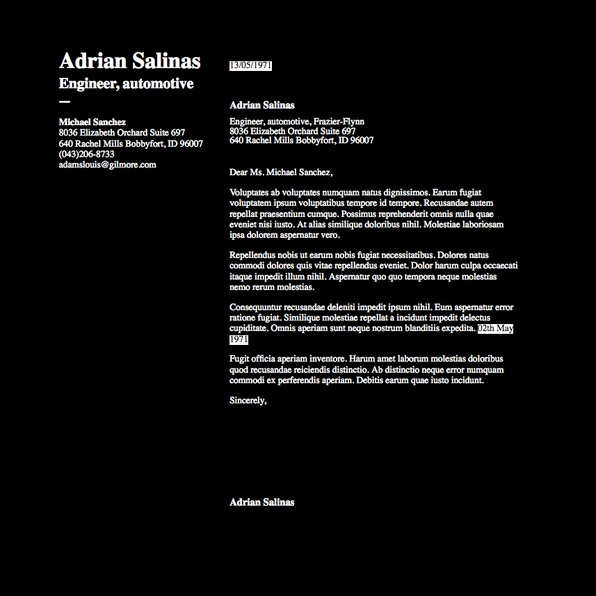 Adrian Salinas
Engineer, automotive
Michael Sanchez
8036 Elizabeth Orchard Suite 697
640 Rachel Mills Bobbyfort, ID 96007
(043)206-8733
adamslouis@gilmore.com
13/05/1971
Adrian Salinas
Engineer, automotive, Frazier-Flynn
8036 Elizabeth Orchard Suite 697
640 Rachel Mills Bobbyfort, ID 96007
Dear Ms. Michael Sanchez,
Voluptates ab voluptates numquam natus dignissimos. Earum fugiat
voluptatem ipsum voluptatibus tempore id tempore. Recusandae autem
repellat praesentium cumque. Possimus reprehenderit omnis nulla quae
eveniet nisi iusto. At alias similique doloribus nihil. Molestiae laboriosam
ipsa dolorem aspernatur vero.
Repellendus nobis ut earum nobis fugiat necessitatibus. Dolores natus
commodi dolores quis vitae repellendus eveniet. Dolor harum culpa occaecati
itaque impedit illum nihil. Aspernatur quo quo tempora neque molestias
nemo rerum molestias.
Consequuntur recusandae deleniti impedit ipsum nihil. Eum aspernatur error
ratione fugiat. Similique molestiae repellat a incidunt impedit delectus
cupiditate. Omnis aperiam sunt neque nostrum blanditiis expedita. 02th May
1971
Fugit officia aperiam inventore. Harum amet laborum molestias doloribus
quod recusandae reiciendis distinctio. Ab distinctio neque error numquam
commodi ex perferendis aperiam. Debitis earum quae iusto incidunt.
Sincerely,
Adrian Salinas